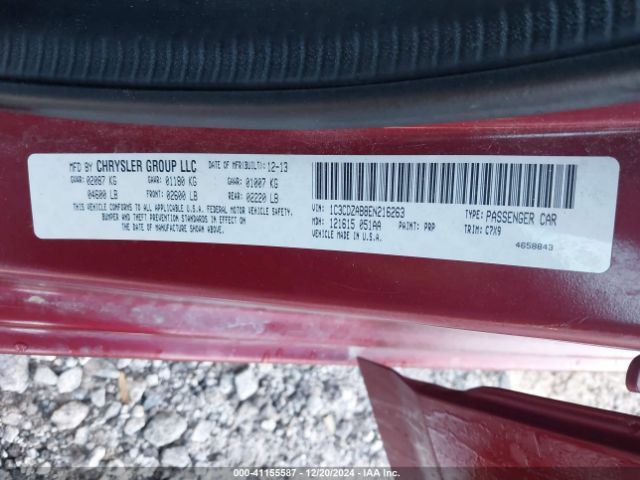 MFD BY CHRYSLER GROUP LLC DATE OF MFR(BUILT): 12-13
GVWR: 02087 KG GAWR: 01180 KG GAWR: 01007 KG
04600 LB FRONT: 02600 LB REAR: 02220 LB
THIS VEHICLE CONFORMS TO ALL APPLICABLE U.S.A. FEDERAL MOTOR VEHICLE SAFETY,
BUMPER AND THEFT PREVENTION STANDARDS IN EFFECT ON
THE DATE OF MANUFACTURE SHOWN ABOVE.
VIN: 1C3CDZAB8EN216263 TYPE: PASSENGER CAR
MDH: 121615 051AA PAINT: PRP TRIM: C7X9
VEHICLE MADE IN U.S.A.
4658843
000-41155587 - 12/20/2024 - IAA Inc.